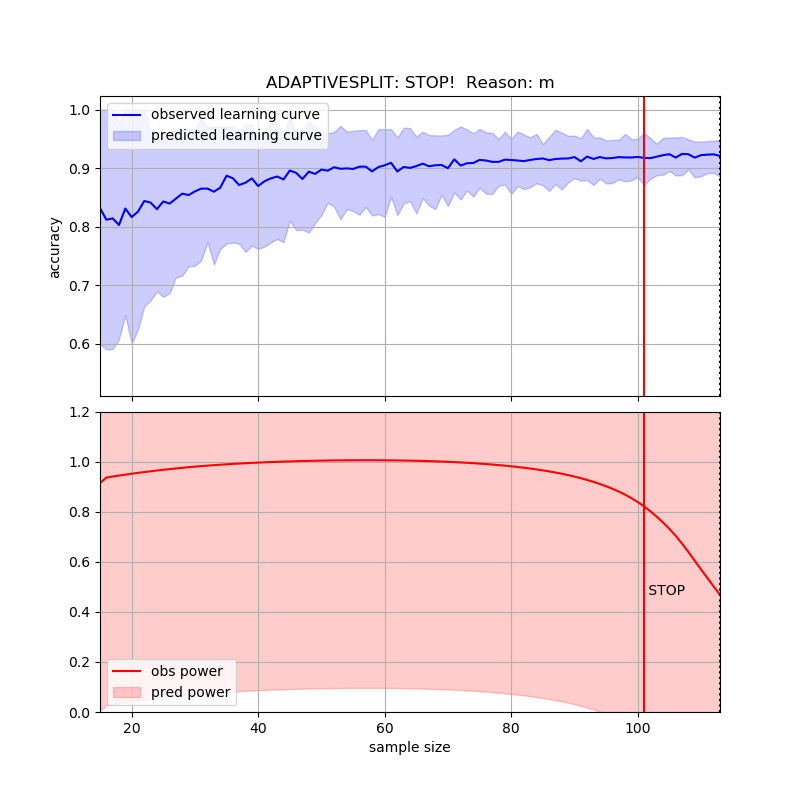 ADAPTIVESPLIT: STOP!  Reason: m
1.0
0.9
0.8
0.7
0.6
accuracy
observed learning curve
predicted learning curve
1.2
1.0
0.8
0.6
0.4
0.2
0.0
STOP
obs power
pred power
20 40 60 80 100
sample size